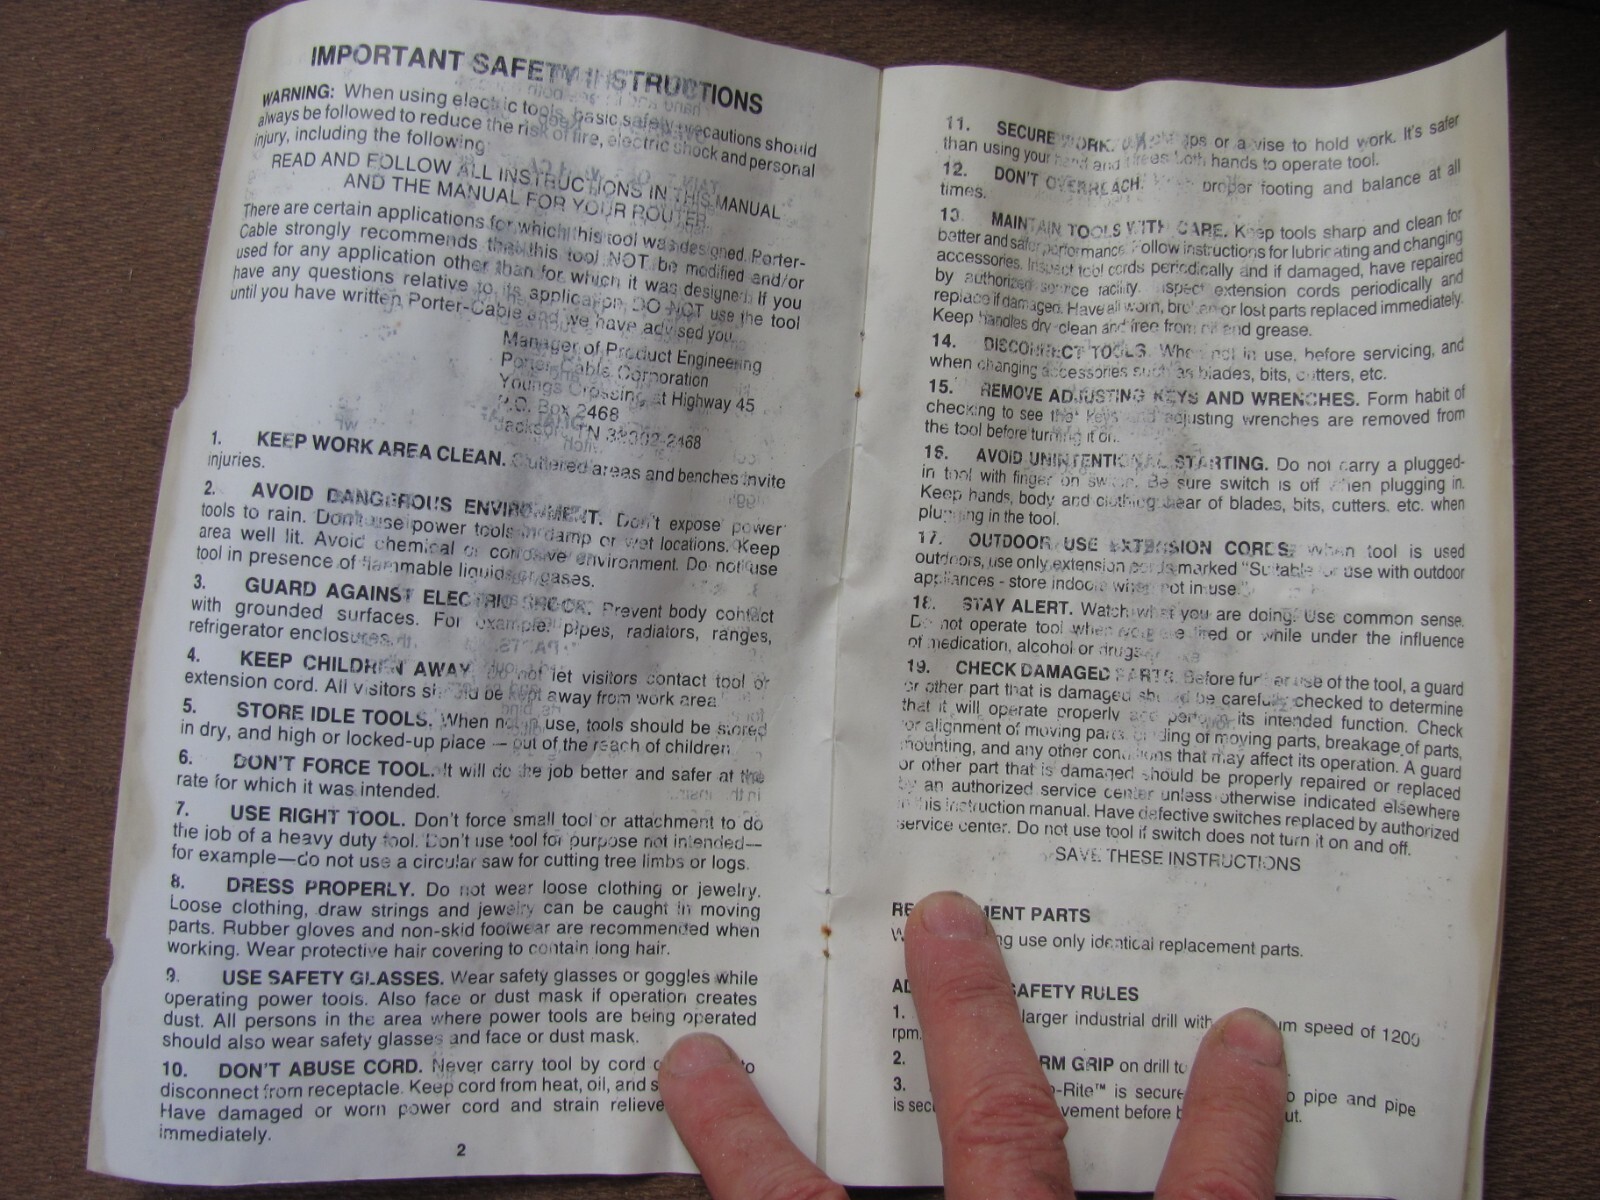 IMPORTANT SAFETY INSTRUCTIONS
WARNING: When using electric tools, basic safety precautions should
always be followed to reduce the risk of fire, electric shock and personal
injury, including the following:
READ AND FOLLOW ALL INSTRUCTIONS IN THIS MANUAL
AND THE MANUAL FOR YOUR ROUTER.
There are certain applications for which this tool was designed. Porter-
Cable strongly recommends that this tool NOT be modified and/or
used for any application other than for which it was designed. If you
have any questions relative to its application DO NOT use the tool
until you have written Porter-Cable and we have advised you.
Manager of Product Engineering
Porter-Cable Corporation
Youngs Crossing at Highway 45
P.O. Box 2468
Jackson, TN 38302-2468
1. KEEP WORK AREA CLEAN. Cluttered areas and benches invite
injuries.
2. AVOID DANGEROUS ENVIRONMENT. Don't expose power
tools to rain. Don't use power tools in damp or wet locations. Keep
area well lit. Avoid chemical or corrosive environment. Do not use
tool in presence of flammable liquids or gases.
3. GUARD AGAINST ELECTRIC SHOCK. Prevent body contact
with grounded surfaces. For example: pipes, radiators, ranges,
refrigerator enclosures.
4. KEEP CHILDREN AWAY. Do not let visitors contact tool or
extension cord. All visitors should be kept away from work area.
5. STORE IDLE TOOLS. When not in use, tools should be stored
in dry, and high or locked-up place — out of the reach of children.
6. DON'T FORCE TOOL. It will do the job better and safer at the
rate for which it was intended.
7. USE RIGHT TOOL. Don't force small tool or attachment to do
the job of a heavy duty tool. Don't use tool for purpose not intended—
for example—do not use a circular saw for cutting tree limbs or logs.
8. DRESS PROPERLY. Do not wear loose clothing or jewelry.
Loose clothing, draw strings and jewelry can be caught in moving
parts. Rubber gloves and non-skid footwear are recommended when
working. Wear protective hair covering to contain long hair.
9. USE SAFETY GLASSES. Wear safety glasses or goggles while
operating power tools. Also face or dust mask if operation creates
dust. All persons in the area where power tools are being operated
should also wear safety glasses and face or dust mask.
10. DON'T ABUSE CORD. Never carry tool by cord to
disconnect from receptacle. Keep cord from heat, oil, and
Have damaged or worn power cord and strain
immediately.
2
11. SECURE WORK. Use clamps or a vise to hold work. It's safer
than using your hand and frees both hands to operate tool.
12. DON'T OVERREACH. Keep proper footing and balance at all
times.
13. MAINTAIN TOOLS WITH CARE. Keep tools sharp and clean for
better and safer performance. Follow instructions for lubricating and changing
accessories. Inspect tool cords periodically and if damaged, have repaired
by authorized service facility. Inspect extension cords periodically and
replace if damaged. Have all worn, broken or lost parts replaced immediately.
Keep handles dry, clean and free from oil and grease.
14. DISCONNECT TOOLS. When not in use, before servicing, and
when changing accessories such as blades, bits, cutters, etc.
15. REMOVE ADJUSTING KEYS AND WRENCHES. Form habit of
checking to see that keys and adjusting wrenches are removed from
the tool before turning it on.
16. AVOID UNINTENTIONAL STARTING. Do not carry a plugged-
in tool with finger on switch. Be sure switch is off when plugging in.
Keep hands, body and clothing clear of blades, bits, cutters. etc. when
plugging in the tool.
17. OUTDOOR USE EXTENSION CORDS. When tool is used
outdoors, use only extension cords marked "Suitable for use with outdoor
appliances - store indoors when not in use."
18. STAY ALERT. Watch what you are doing. Use common sense.
Do not operate tool when you are tired or while under the influence
of medication, alcohol or drugs.
19. CHECK DAMAGED PARTS. Before further use of the tool, a guard
or other part that is damaged should be carefully checked to determine
that it will operate properly and perform its intended function. Check
for alignment of moving parts, binding of moving parts, breakage of parts,
mounting, and any other conditions that may affect its operation. A guard
or other part that is damaged should be properly repaired or replaced
by an authorized service center unless otherwise indicated elsewhere
in this instruction manual. Have defective switches replaced by authorized
service center. Do not use tool if switch does not turn it on and off.
SAVE THESE INSTRUCTIONS
PARTS
use only identical replacement parts.
SAFETY RULES
1. larger industrial drill with speed of 1200
rpm.
2. GRIP on drill
3. is pipe and pipe
is before